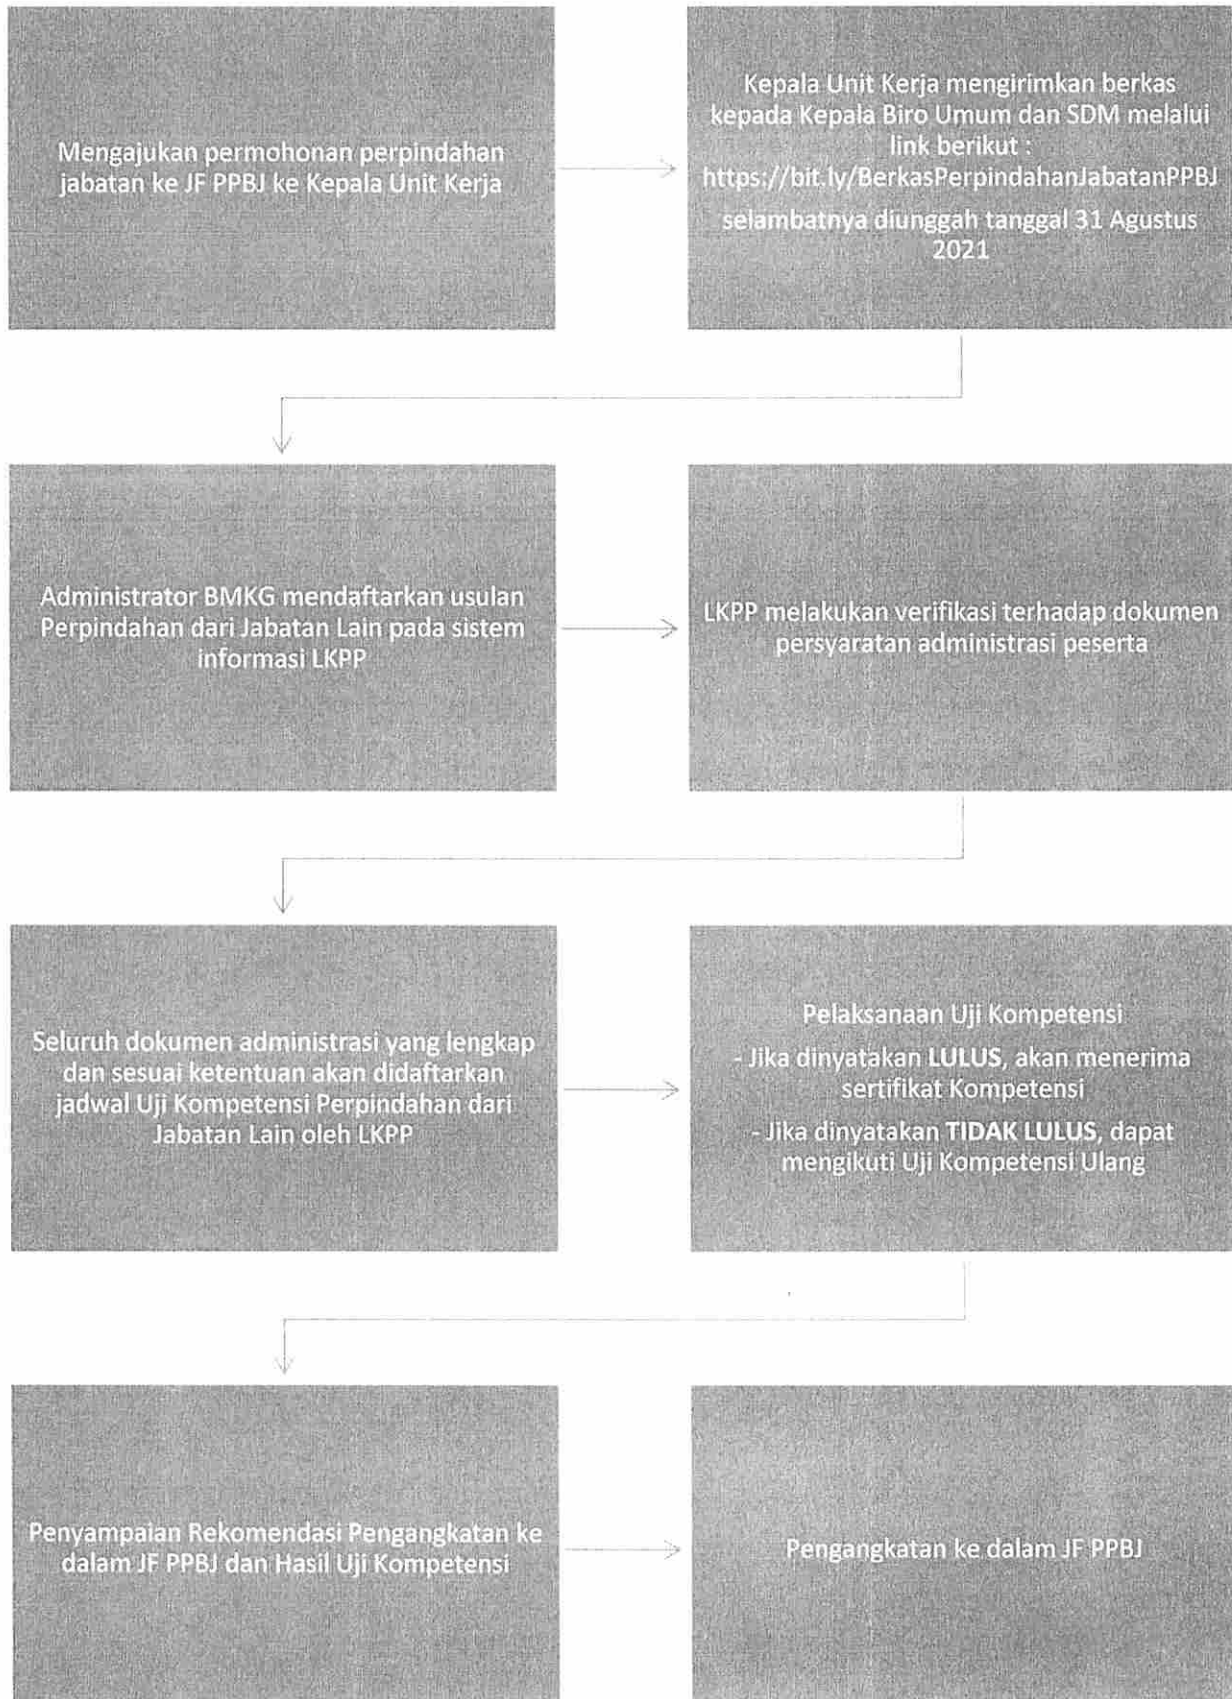 Mengajukan permohonan perpindahan
jabatan ke JF PPBJ ke Kepala Unit Kerja
Kepala Unit Kerja mengirimkan berkas
kepada Kepala Biro Umum dan SDM melalui
link berikut :
https://bit.ly/BerkasPerpindahanJabatanPPBJ
selambatnya diunggah tanggal 31 Agustus
2021
Administrator BMKG mendaftarkan usulan
Perpindahan dari Jabatan Lain pada sistem
informasi LKPP
LKPP melakukan verifikasi terhadap dokumen
persyaratan administrasi peserta
Seluruh dokumen administrasi yang lengkap
dan sesuai ketentuan akan didaftarkan
jadwal Uji Kompetensi Perpindahan dari
Jabatan Lain oleh LKPP
Pelaksanaan Uji Kompetensi
- Jika dinyatakan LULUS, akan menerima
sertifikat Kompetensi
- Jika dinyatakan TIDAK LULUS, dapat
mengikuti Uji Kompetensi Ulang
Penyampaian Rekomendasi Pengangkatan ke
dalam JF PPBJ dan Hasil Uji Kompetensi
Pengangkatan ke dalam JF PPBJ